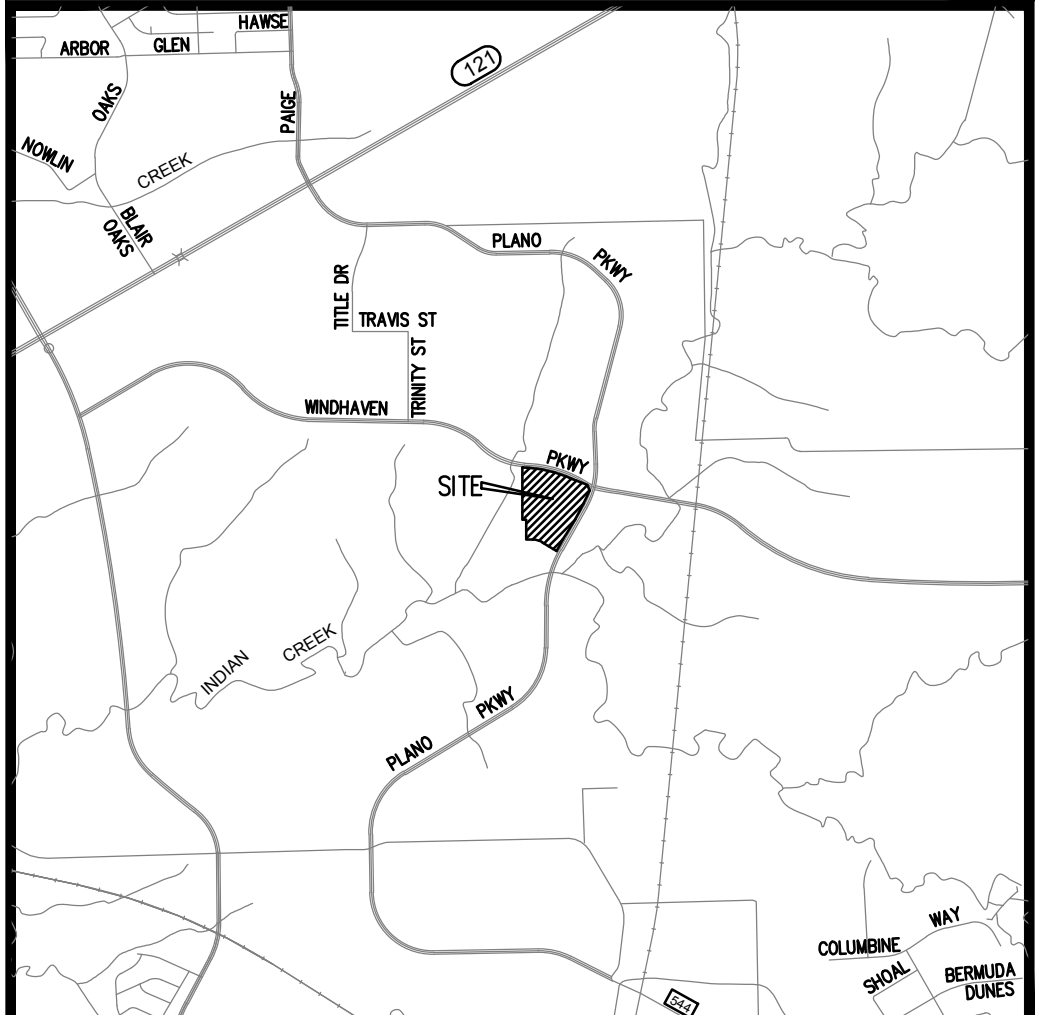 HAWSE
ARBOR
GLEN
121
OAKS
PAIGE
NOWLIN
CREEK
BLAIR
OAKS
PLANO
PKWY
TITLE DR
TRAVIS ST
TRINITY ST
WINDHAVEN
PKWY
SITE
INDIAN
CREEK
PKWY
PLANO
WAY
COLUMBINE
SHOAL
BERMUDA
DUNES
544